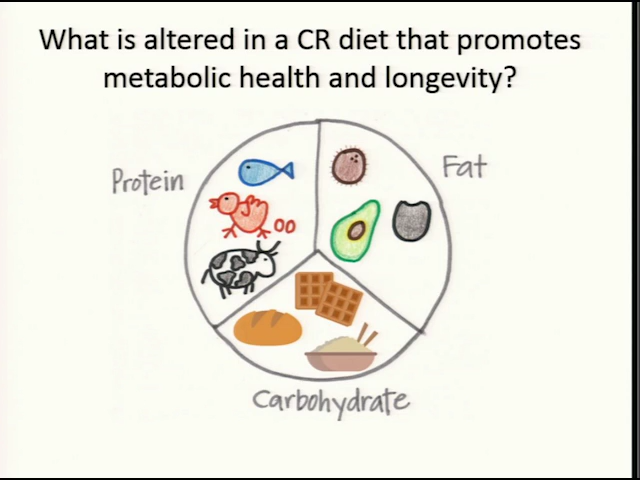 What is altered in a CR diet that promotes
metabolic health and longevity?
Protein
Fat
Carbohydrate